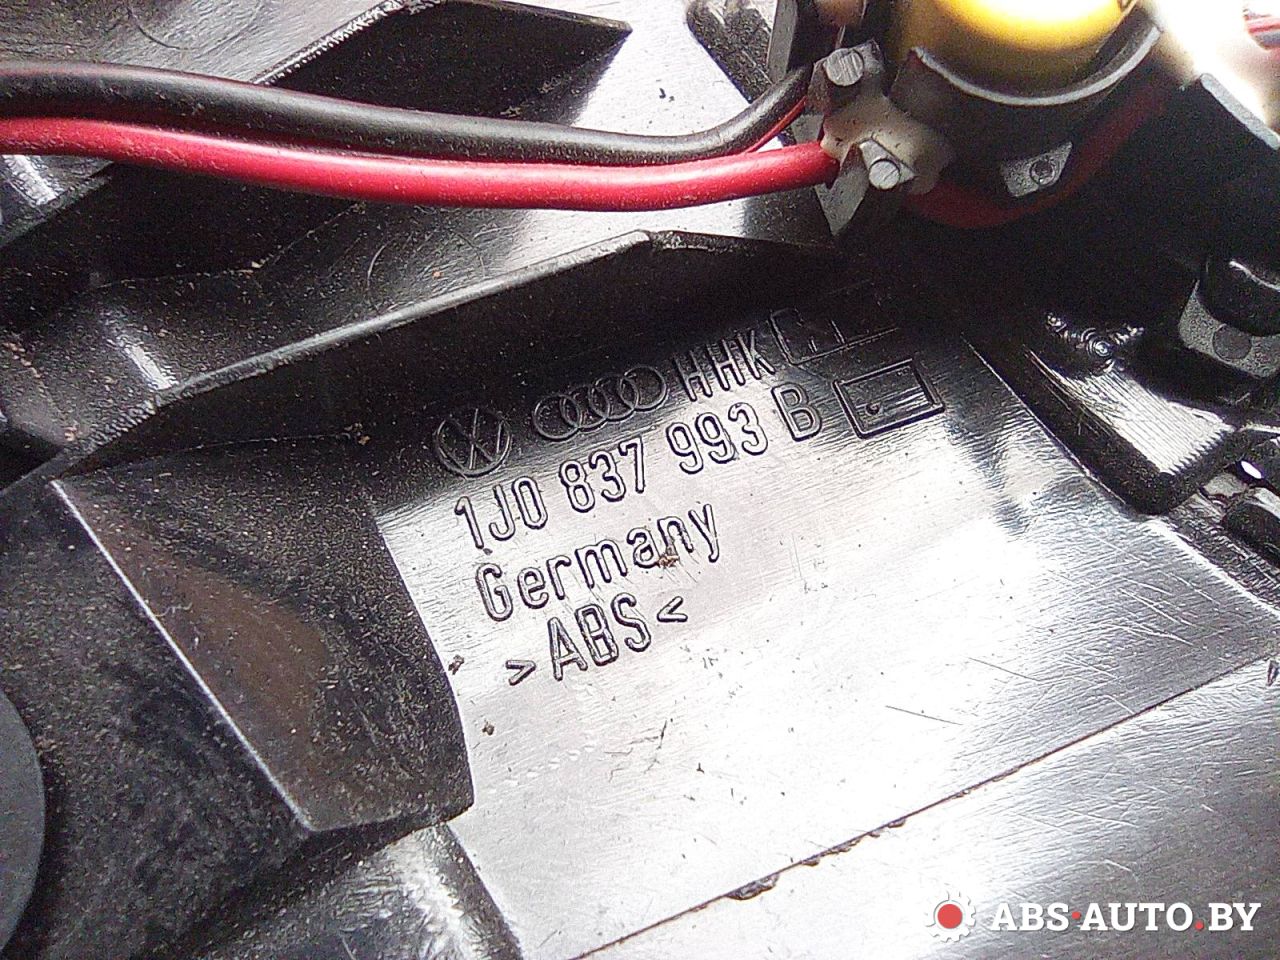 HHK
1J0 837 993 B
Germany
>ABS<
ABS·AUTO.BY